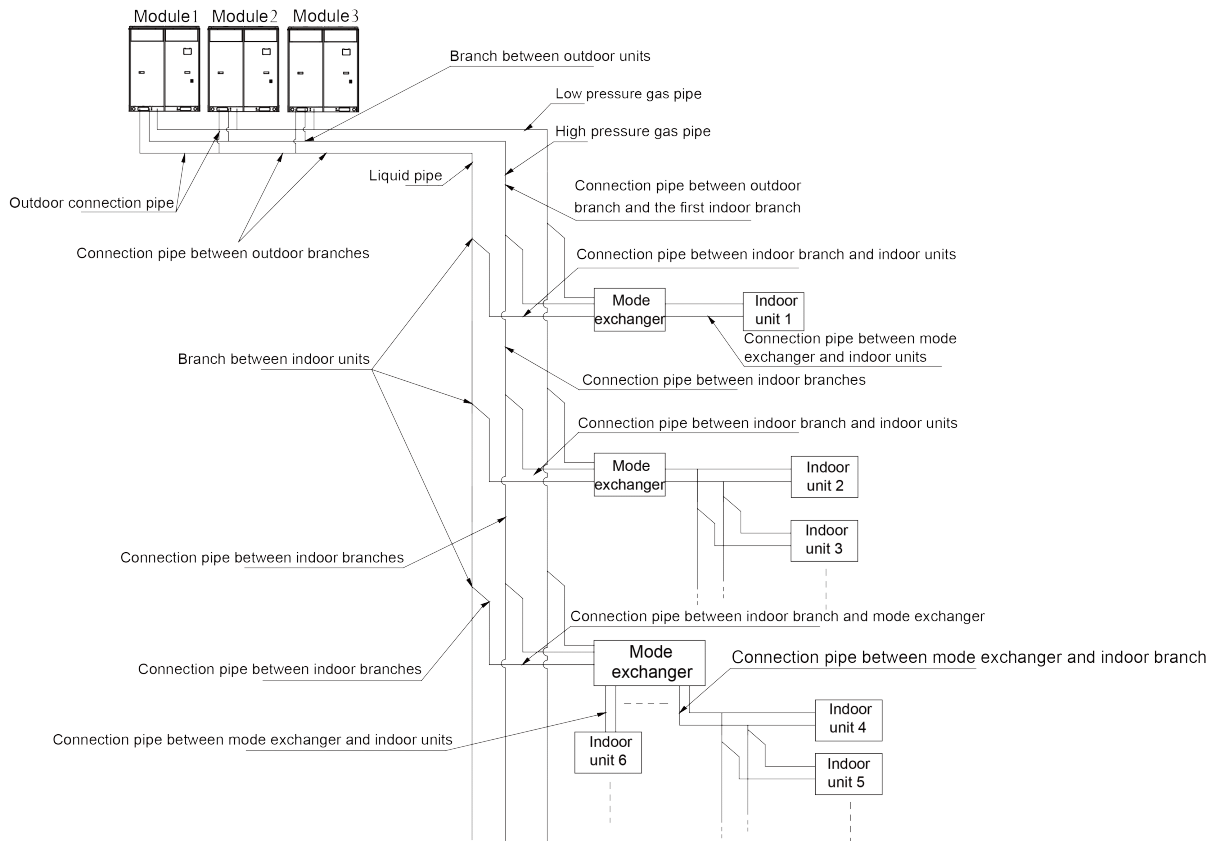 Module1 Module2 Module3
Branch between outdoor units
Low pressure gas pipe
High pressure gas pipe
Liquid pipe
Connection pipe between outdoor
branch and the first indoor branch
Outdoor connection pipe
Connection pipe between outdoor branches
Connection pipe between indoor branch and indoor units
Mode
exchanger
Indoor
unit 1
Connection pipe between mode
exchanger and indoor units
Branch between indoor units
Connection pipe between indoor branches
Connection pipe between indoor branch and indoor units
Mode
exchanger
Indoor
unit 2
Indoor
unit 3
Connection pipe between indoor branches
Connection pipe between indoor branch and mode exchanger
Mode
exchanger
Connection pipe between mode exchanger and indoor branch
Connection pipe between indoor branches
Indoor
unit 4
Connection pipe between mode exchanger and indoor units
Indoor
unit 6
Indoor
unit 5